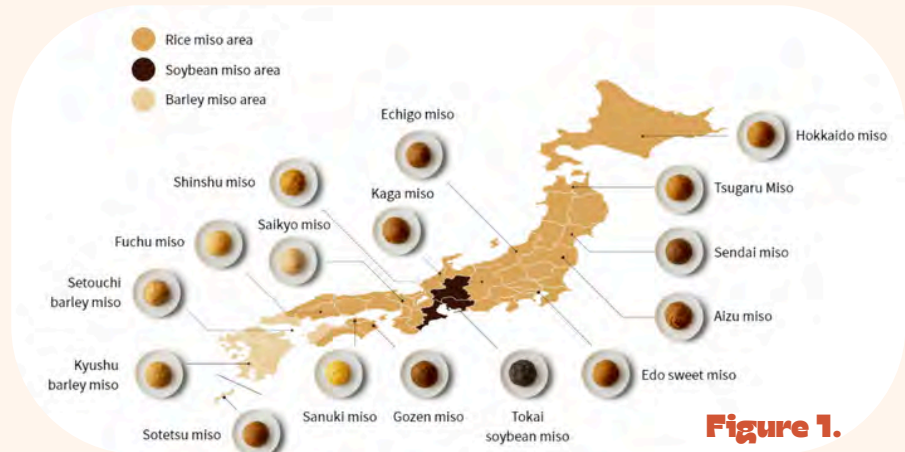 Rice miso area
Soybean miso area
Barley miso area
Echigo miso
Hokkaido miso
Shinshu miso
Kaga miso
Tsugaru Miso
Saikyo miso
Fuchu miso
Sendai miso
Setouchi
barley miso
Aizu miso
Kyushu
barley miso
Edo sweet miso
Sanuki miso
Gozen miso
Tokai
soybean miso
Sotetsu miso
Figure 1.